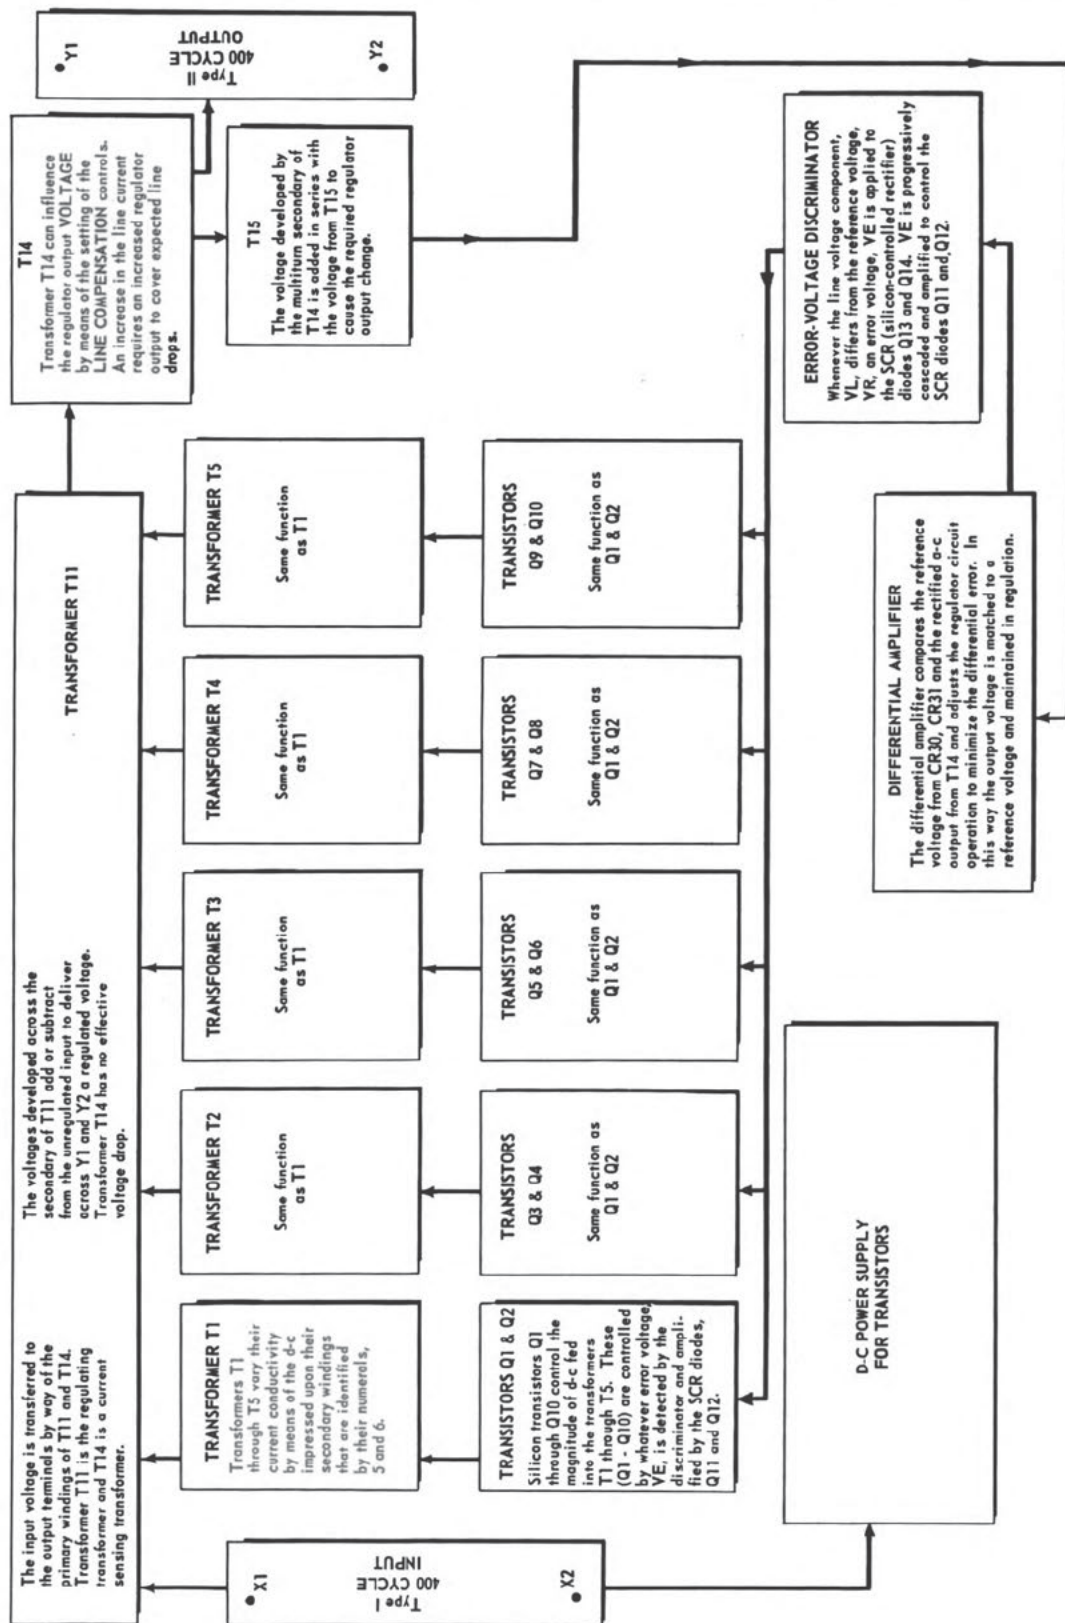 The input voltage is transferred to
the output terminals by way of the
primary windings of T11 and T14.
Transformer T11 is the regulating
transformer and T14 is a current
sensing transformer.
The voltages developed across the
secondary of T11 add or subtract
from the unregulated input to deliver
across Y1 and Y2 a regulated voltage.
Transformer T14 has no effective
voltage drop.
TRANSFORMER T11
T14
Transformer T14 can influence
the regulator output VOLTAGE
by means of the setting of the
LINE COMPENSATION controls.
An increase in the line current
requires an increased regulator
output to cover expected line
drops.
Y1
Type II
400 CYCLE
OUTPUT
Y2
T15
The voltage developed by
the multiturn secondary of
T14 is added in series with
the voltage from T15 to
cause the required regulator
output change.
X1
Type I
400 CYCLE
INPUT
X2
TRANSFORMER T1
Transformers T1
through T5 vary their
current conductivity
by means of the d-c
impressed upon their
secondary windings
that are identified
by their numerals,
5 and 6.
TRANSFORMER T2
Same function
as T1
TRANSFORMER T3
Same function
as T1
TRANSFORMER T4
Same function
as T1
TRANSFORMER T5
Same function
as T1
TRANSISTORS Q1 & Q2
Silicon transistors Q1
through Q10 control the
magnitude of d-c fed
into the transformers
T1 through T5. These
(Q1 - Q10) are controlled
by whatever error voltage,
VE, is detected by the
discriminator and ampli-
fied by the SCR diodes,
Q11 and Q12.
TRANSISTORS
Q3 & Q4
Same function as
Q1 & Q2
TRANSISTORS
Q5 & Q6
Same function as
Q1 & Q2
TRANSISTORS
Q7 & Q8
Same function as
Q1 & Q2
TRANSISTORS
Q9 & Q10
Same function as
Q1 & Q2
ERROR-VOLTAGE DISCRIMINATOR
Whenever the line voltage component,
VL, differs from the reference voltage,
VR, an error voltage, VE is applied to
the SCR (silicon-controlled rectifier)
diodes Q13 and Q14. VE is progressively
cascaded and amplified to control the
SCR diodes Q11 and Q12.
D-C POWER SUPPLY
FOR TRANSISTORS
DIFFERENTIAL AMPLIFIER
The differential amplifier compares the reference
voltage from CR30, CR31 and the rectified a-c
output from T14 and adjusts the regulator circuit
operation to minimize the differential error. In
this way the output voltage is matched to a
reference voltage and maintained in regulation.